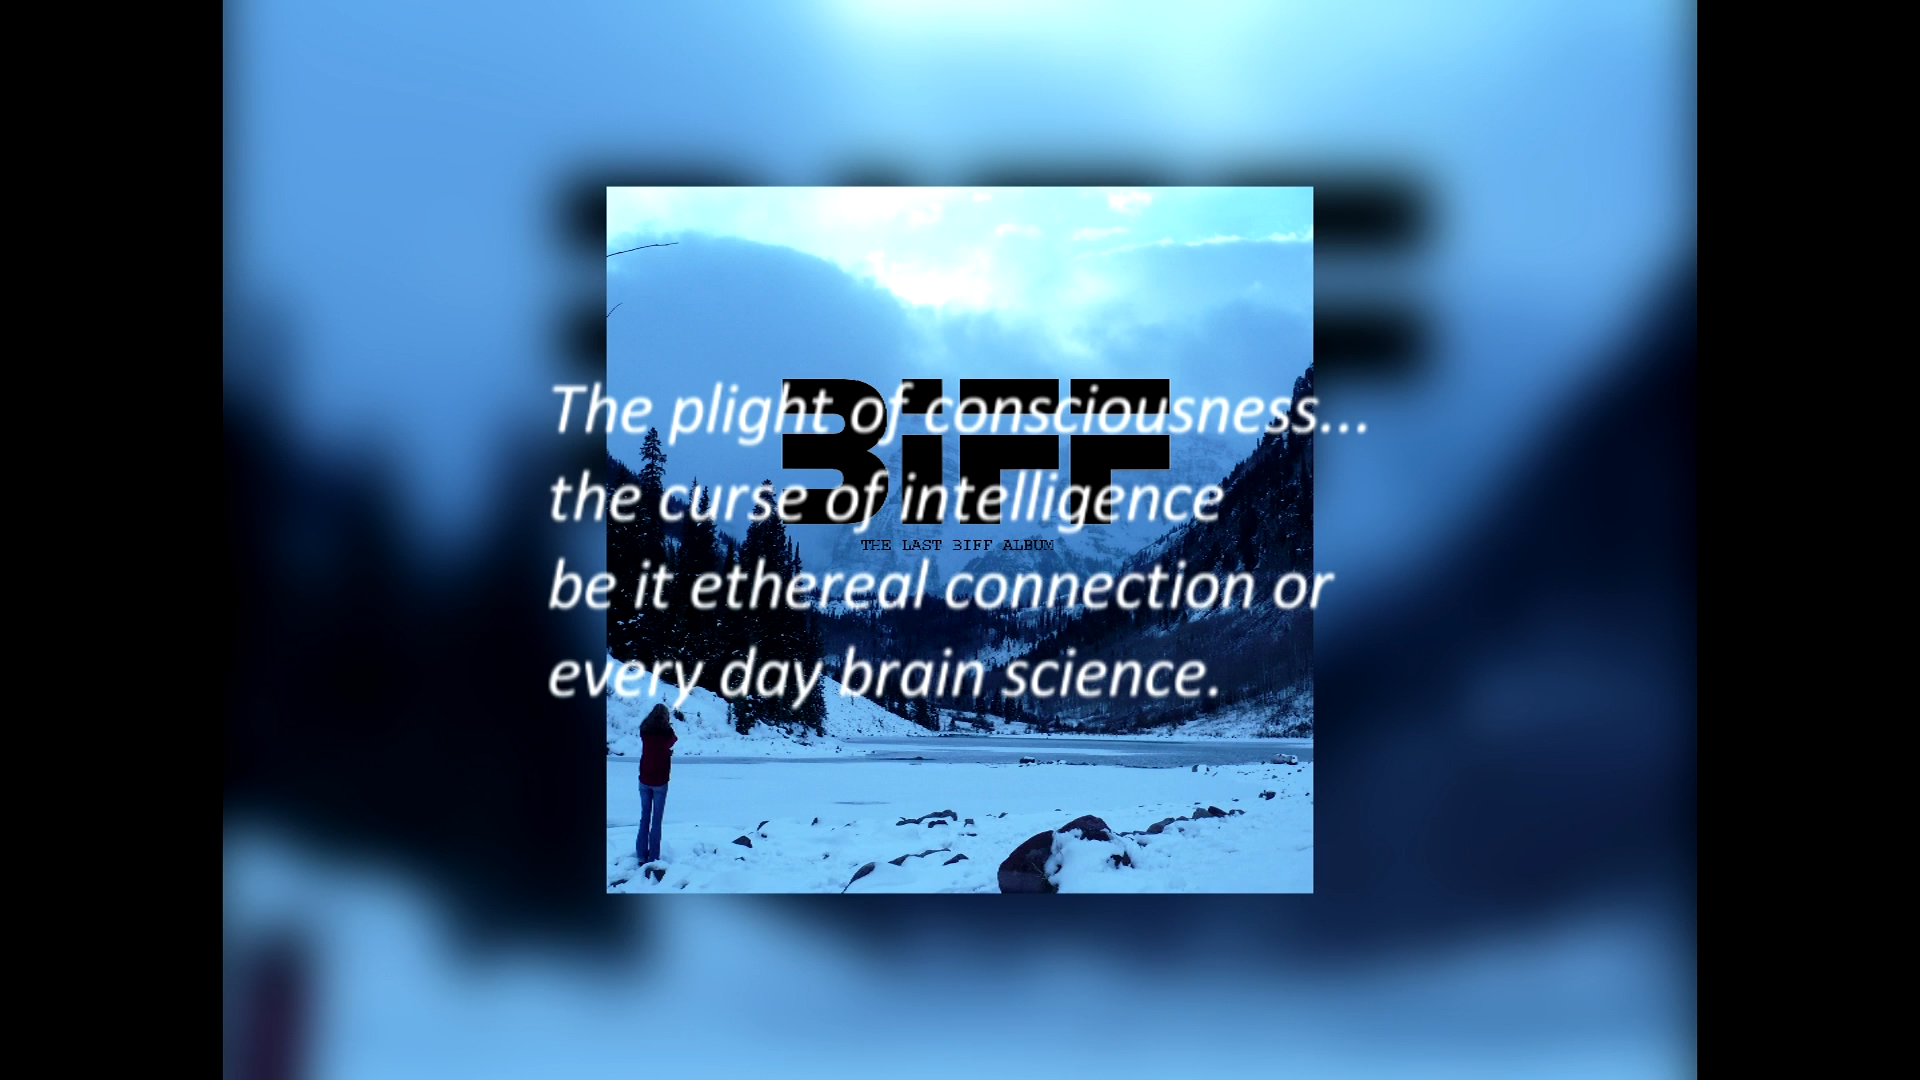 BIFF
The plight of consciousness...
the curse of intelligence
THE LAST BIFF ALBUM
be it ethereal connection or
every day brain science.